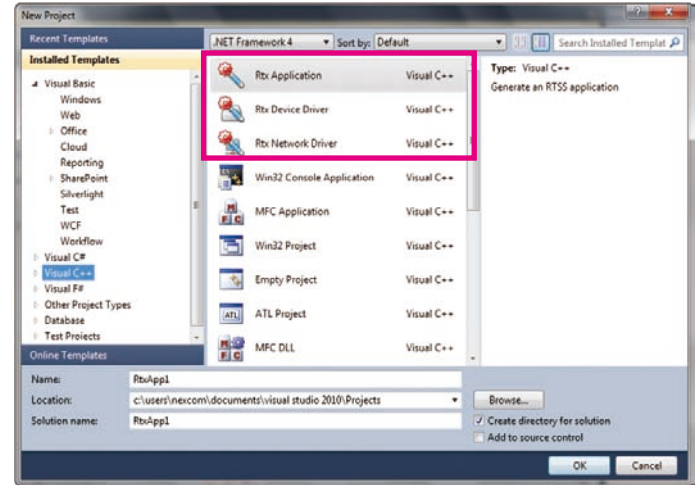 New Project
Recent Templates
.NET Framework 4 Sort by: Default Search Installed Templat
Installed Templates
Visual Basic
Windows
Web
Office
Cloud
Reporting
SharePoint
Silverlight
Test
WCF
Workflow
Visual C#
Visual C++
Visual F#
Other Project Types
Database
Test Projects
Online Templates
Rtx Application Visual C++
Rtx Device Driver Visual C++
Rtx Network Driver Visual C++
Win32 Console Application Visual C++
MFC Application Visual C++
Win32 Project Visual C++
Empty Project Visual C++
ATL ATL Project Visual C++
MFC DLL Visual C++
Type: Visual C++
Generate an RTSS application
Name: RtxApp1
Location: c:\users\nexcom\documents\visual studio 2010\Projects Browse...
Solution name: RtxApp1
Create directory for solution
Add to source control
OK Cancel